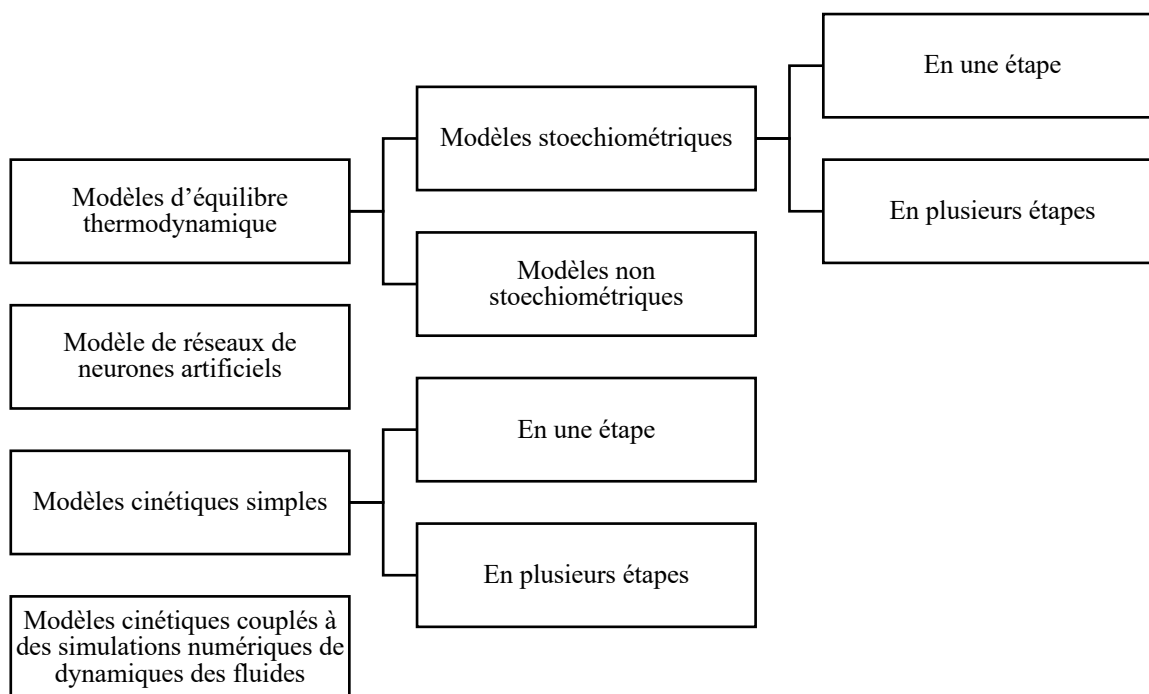 Modèles d’équilibre
thermodynamique
Modèles stoechiométriques
En une étape
En plusieurs étapes
Modèles non
stoechiométriques
Modèle de réseaux de
neurones artificiels
Modèles cinétiques simples
En une étape
En plusieurs étapes
Modèles cinétiques couplés à
des simulations numériques de
dynamiques des fluides